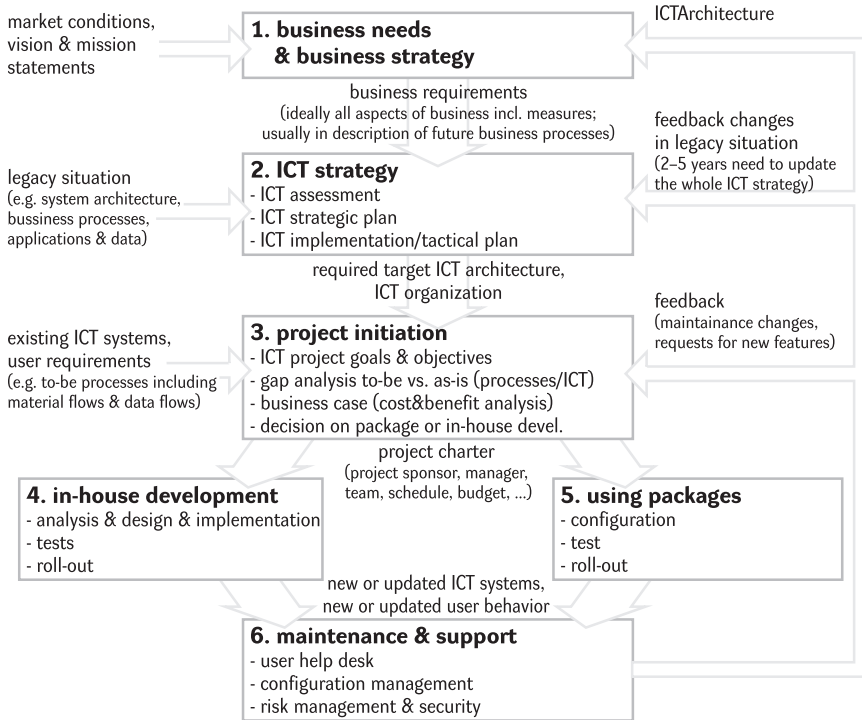 market conditions,
vision & mission
statements
1. business needs
& business strategy
ICTArchitecture
business requirements
(ideally all aspects of business incl. measures;
usually in description of future business processes)
feedback changes
in legacy situation
(2–5 years need to update
the whole ICT strategy)
legacy situation
(e.g. system architecture,
bussiness processes,
applications & data)
2. ICT strategy
- ICT assessment
- ICT strategic plan
- ICT implementation/tactical plan
required target ICT architecture,
ICT organization
feedback
(maintainance changes,
requests for new features)
existing ICT systems,
user requirements
(e.g. to-be processes including
material flows & data flows)
3. project initiation
- ICT project goals & objectives
- gap analysis to-be vs. as-is (processes/ICT)
- business case (cost&benefit analysis)
- decision on package or in-house devel.
project charter
(project sponsor, manager,
team, schedule, budget, ...)
4. in-house development
- analysis & design & implementation
- tests
- roll-out
5. using packages
- configuration
- test
- roll-out
new or updated ICT systems,
new or updated user behavior
6. maintenance & support
- user help desk
- configuration management
- risk management & security